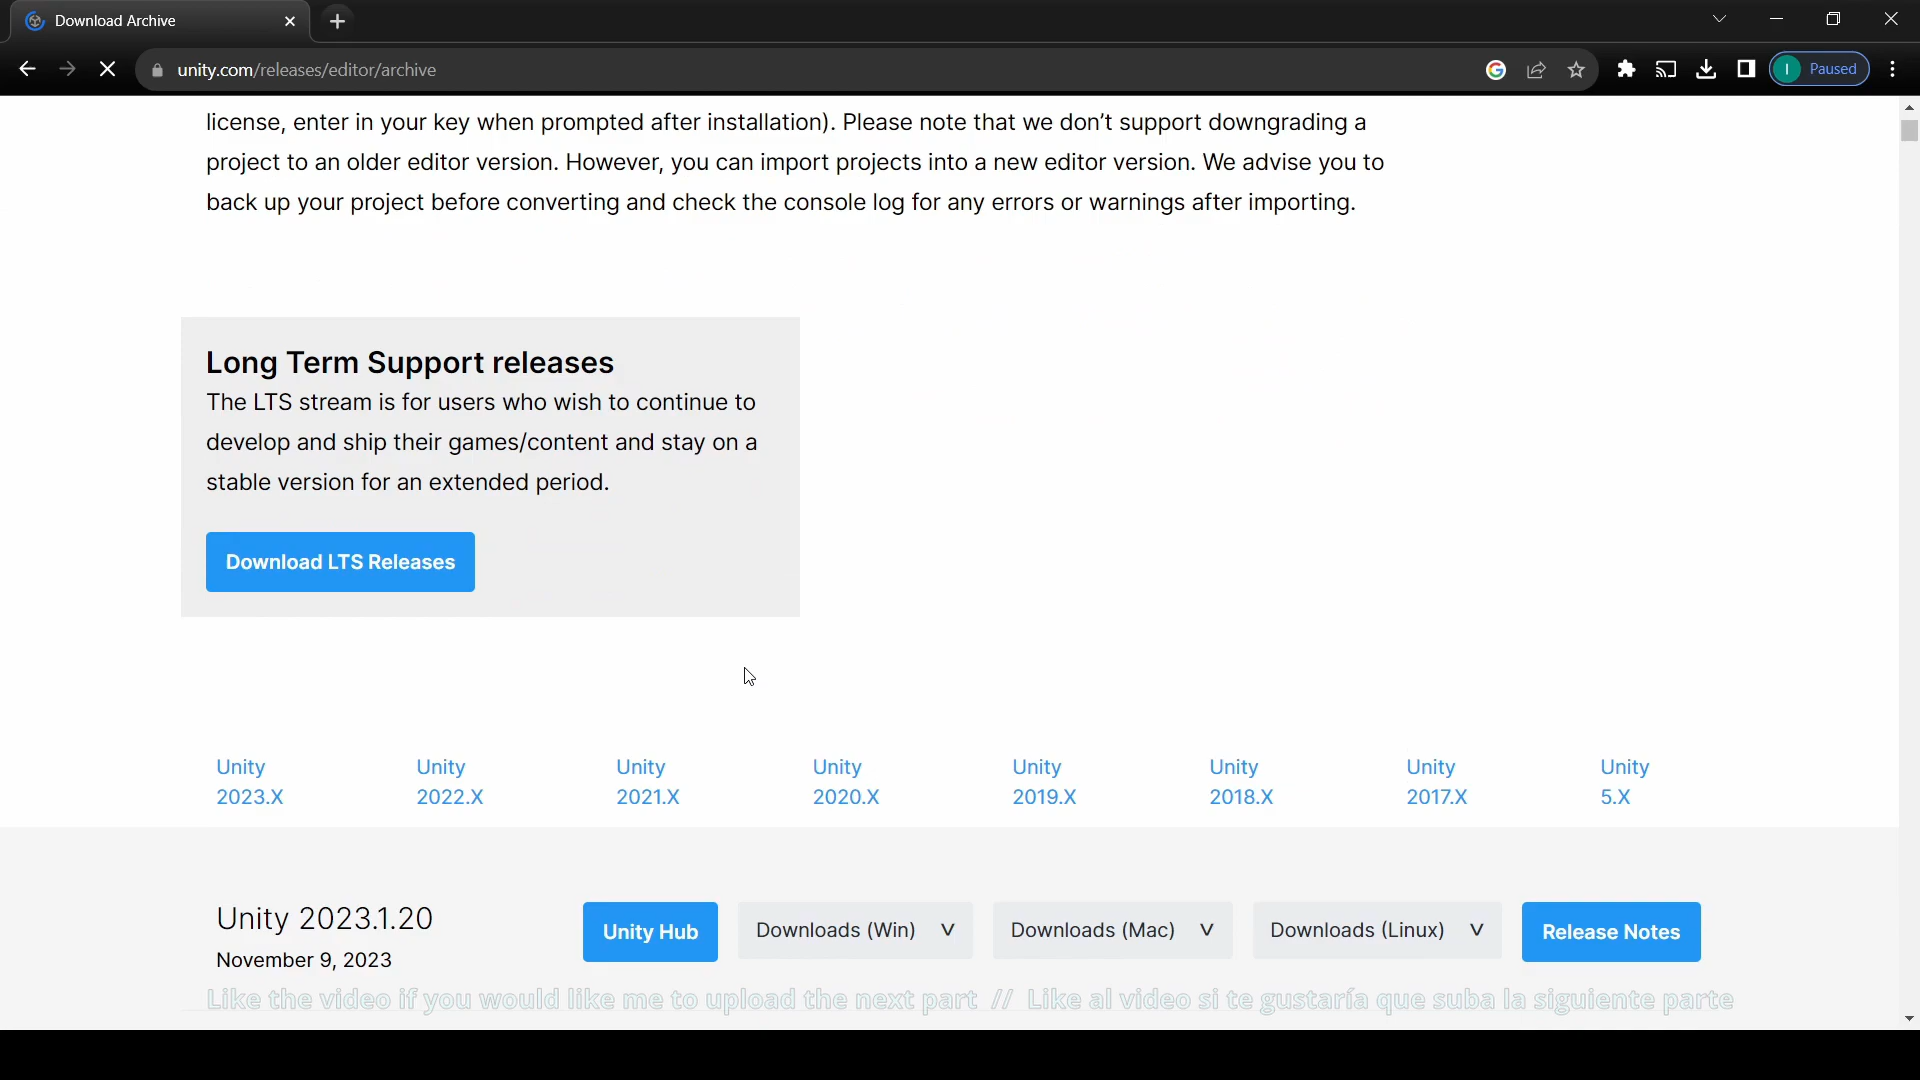 Download Archive
unity.com/releases/editor/archive
I Paused
license, enter in your key when prompted after installation). Please note that we don’t support downgrading a
project to an older editor version. However, you can import projects into a new editor version. We advise you to
back up your project before converting and check the console log for any errors or warnings after importing.
Long Term Support releases
The LTS stream is for users who wish to continue to
develop and ship their games/content and stay on a
stable version for an extended period.
Download LTS Releases
Unity
2023.X
Unity
2022.X
Unity
2021.X
Unity
2020.X
Unity
2019.X
Unity
2018.X
Unity
2017.X
Unity
5.X
Unity 2023.1.20
November 9, 2023
Unity Hub
Downloads (Win)
Downloads (Mac)
Downloads (Linux)
Release Notes
Like the video if you would like me to upload the next part // Like al video si te gustaría que suba la siguiente parte